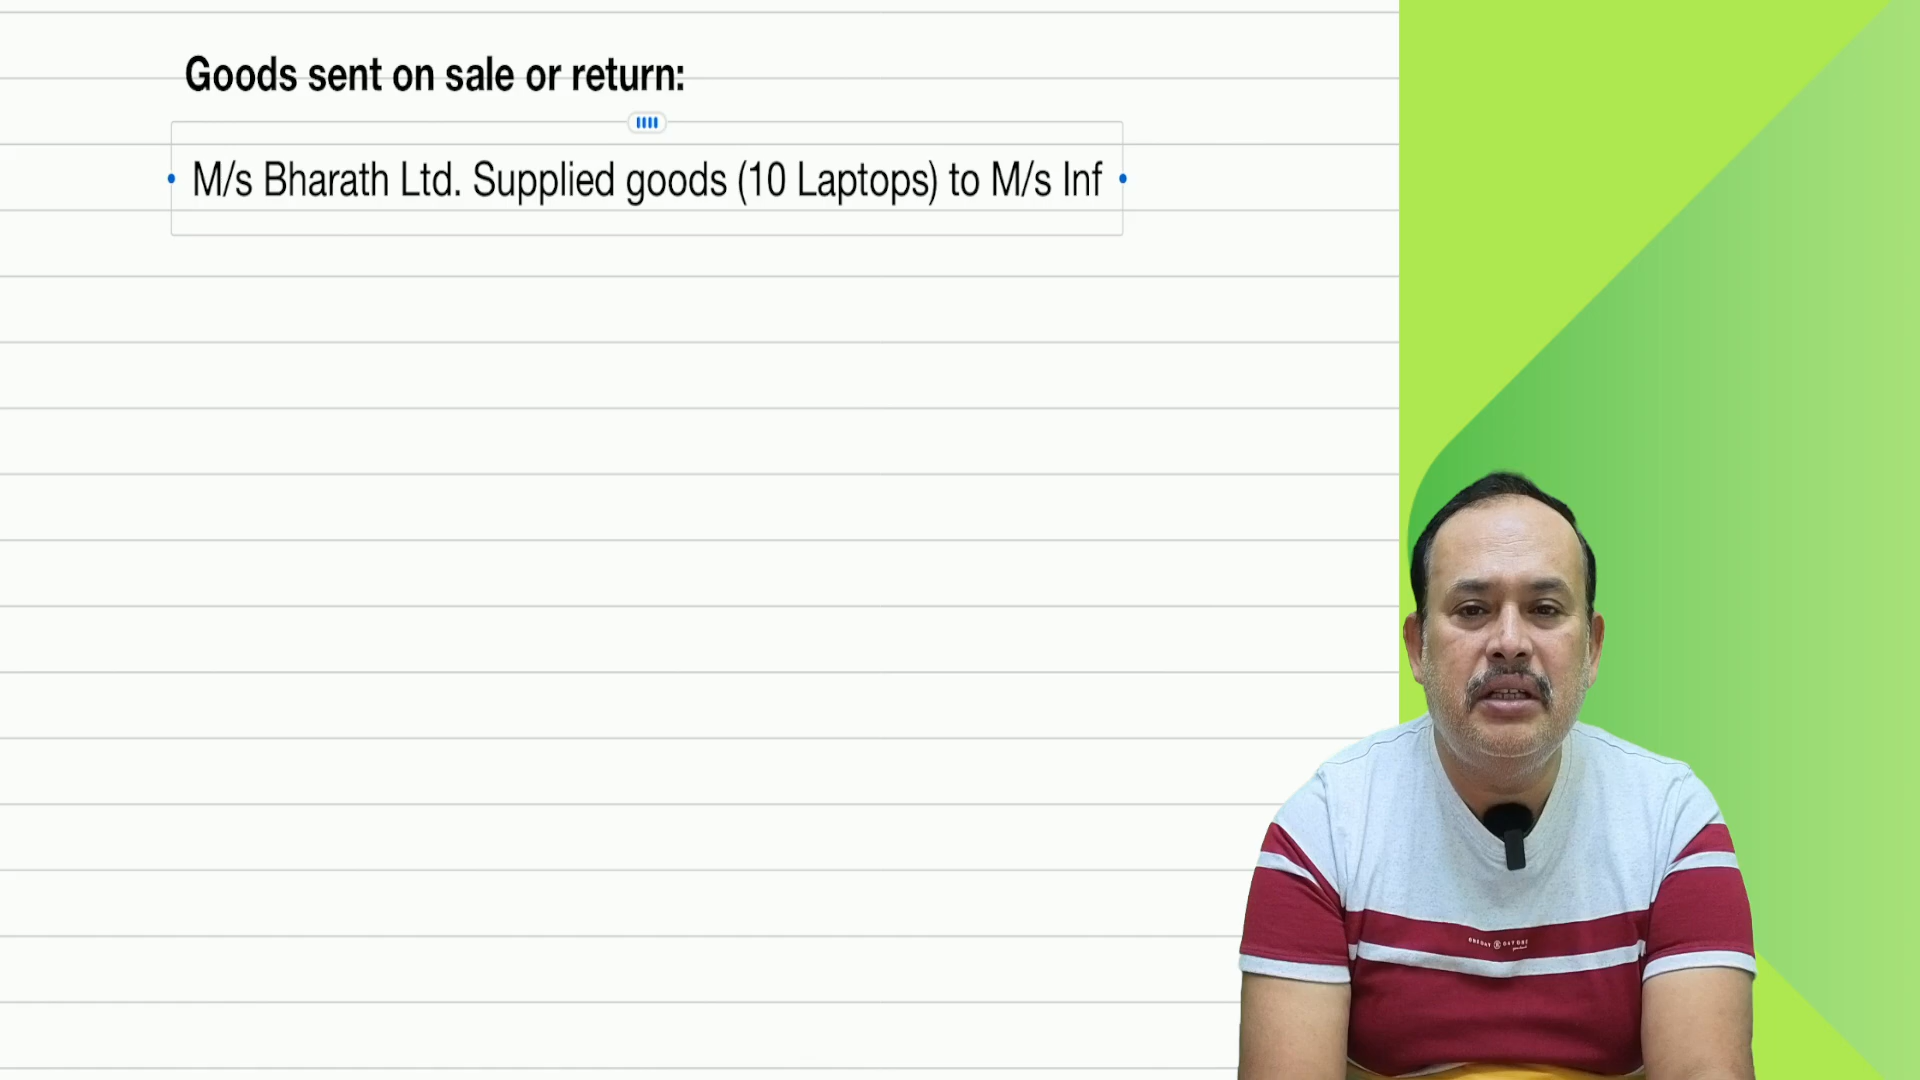 Goods sent on sale or return:
M/s Bharath Ltd. Supplied goods (10 Laptops) to M/s Inf